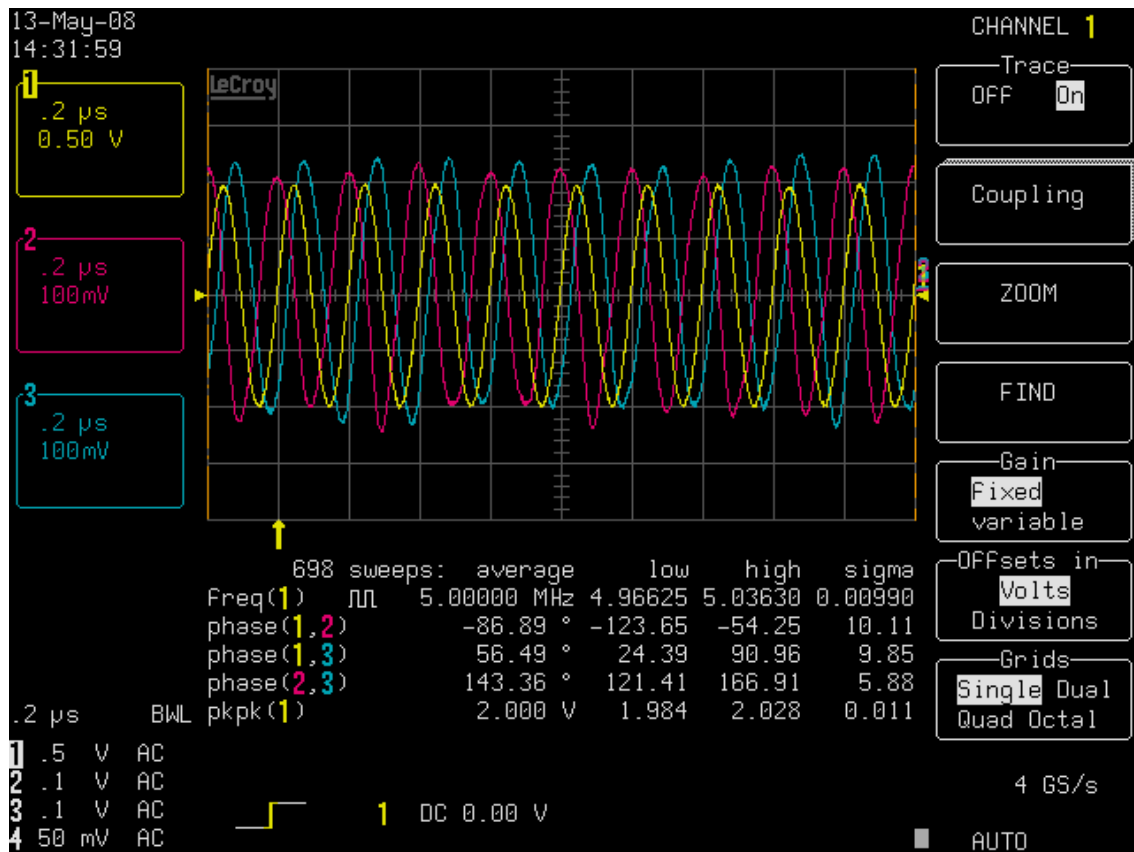 13-May-08
14:31:59
1
.2 µs
0.50 V
2
.2 µs
100mV
3
.2 µs
100mV
LeCroy
698 sweeps: average low high sigma
Freq(1) 5.00000 MHz 4.96625 5.03630 0.00990
phase(1,2) -86.89 ° -123.65 -54.25 10.11
phase(1,3) 56.49 ° 24.39 90.96 9.85
phase(2,3) 143.36 ° 121.41 166.91 5.88
pkpk(1) 2.000 V 1.984 2.028 0.011
.2 µs BWL
1 .5 V AC
2 .1 V AC
3 .1 V AC
4 50 mV AC
1 DC 0.00 V
CHANNEL 1
Trace
OFF On
Coupling
ZOOM
FIND
Gain
Fixed
variable
OFFsets in
Volts
Divisions
Grids
Single Dual
Quad Octal
4 GS/s
AUTO